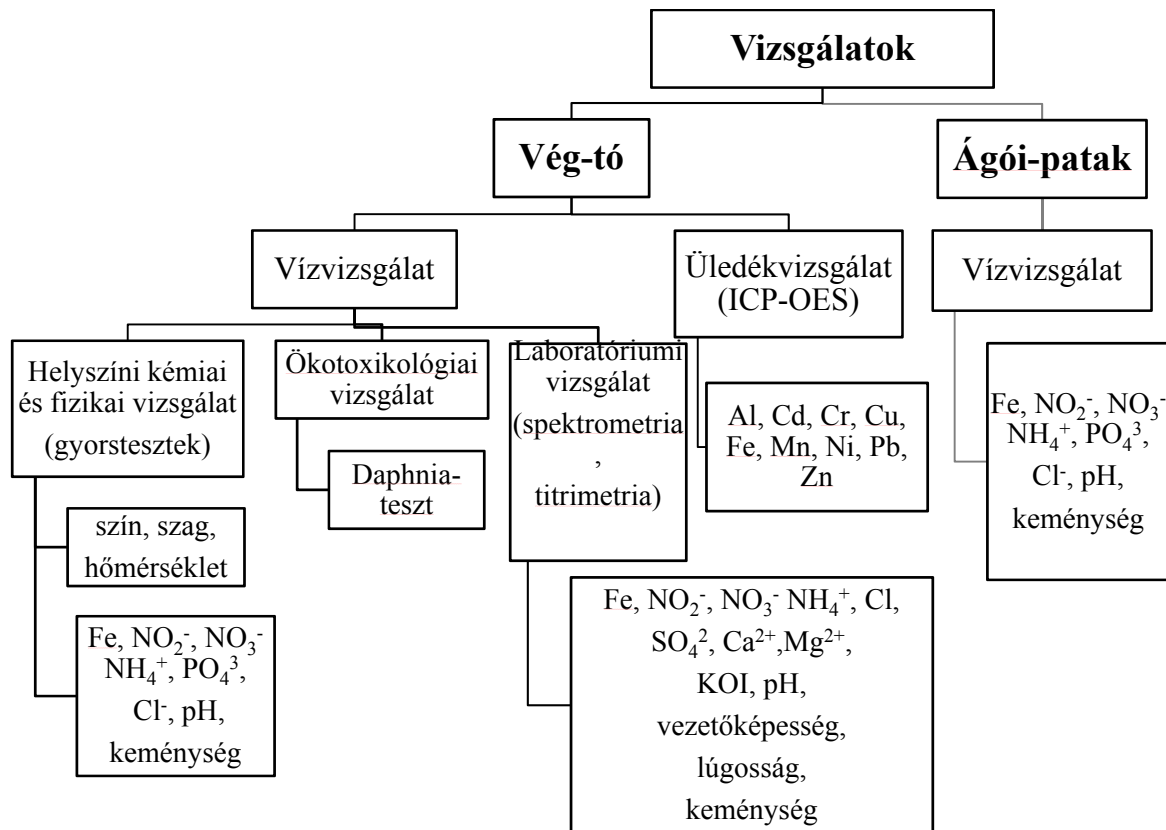 Vizsgálatok
Vég-tó
Ágói-patak
Vízvizsgálat
Üledékvizsgálat
(ICP-OES)
Vízvizsgálat
Helyszíni kémiai
és fizikai vizsgálat
(gyorstesztek)
Ökotoxikológiai
vizsgálat
Laboratóriumi
vizsgálat
(spektrometria
,
titrimetria)
Al, Cd, Cr, Cu,
Fe, Mn, Ni, Pb,
Zn
Fe, NO₂⁻, NO₃⁻
NH₄⁺, PO₄³,
Cl⁻, pH,
keménység
Daphnia-
teszt
szín, szag,
hőmérséklet
Fe, NO₂⁻, NO₃⁻
NH₄⁺, PO₄³,
Cl⁻, pH,
keménység
Fe, NO₂⁻, NO₃⁻ NH₄⁺, Cl,
SO₄², Ca²⁺,Mg²⁺,
KOI, pH,
vezetőképesség,
lúgosság,
keménység